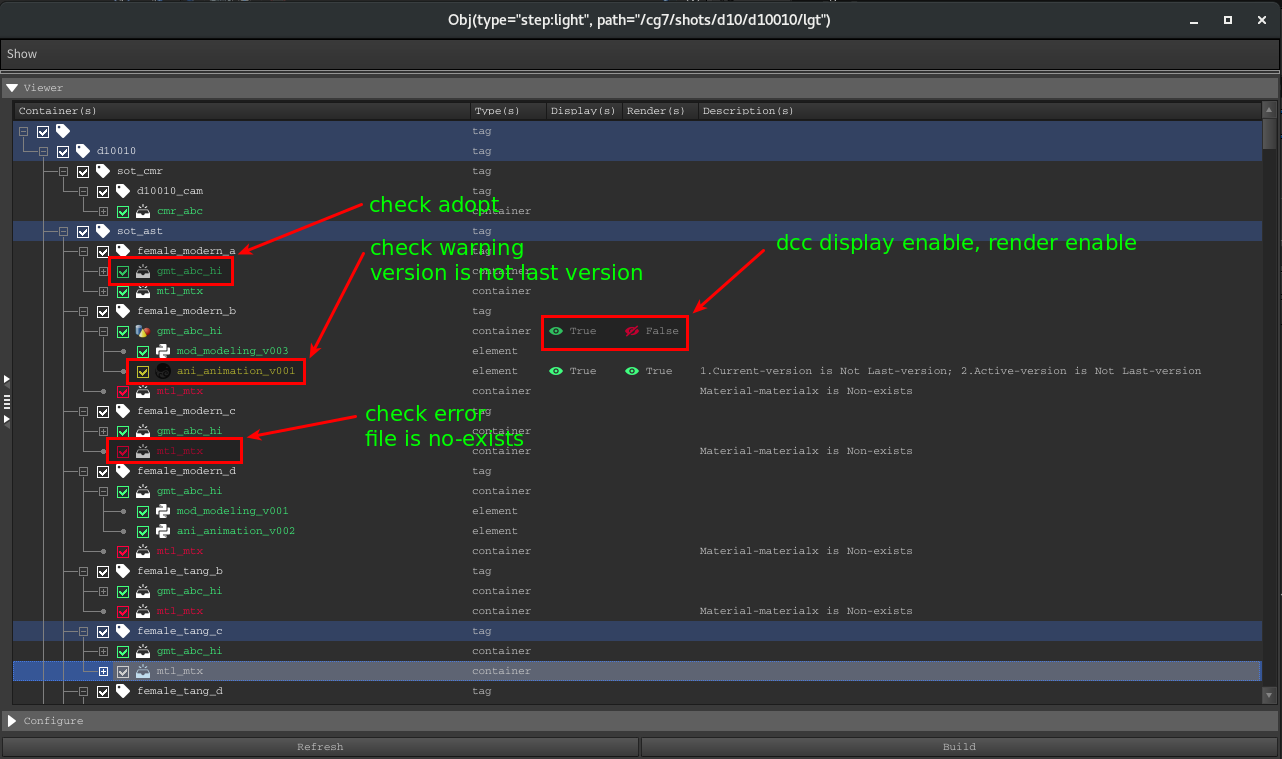 Obj(type="step:light", path="/cg7/shots/d10/d10010/lgt")
Show
Viewer
Container(s) Type(s) Display(s) Render(s) Description(s)
tag
d10010 tag
sot_cmr tag
d10010_cam tag
check adopt
cmr_abc container
sot_ast tag
female_modern_a tag
check warning
version is not last version
dcc display enable, render enable
gmt_abc_hi container
mtl_mtx container
female_modern_b tag
gmt_abc_hi container True False
mod_modeling_v003 element
ani_animation_v001 element True True 1.Current-version is Not Last-version; 2.Active-version is Not Last-version
mtl_mtx container Material-materialx is Non-exists
female_modern_c tag
check error
file is no-exists
gmt_abc_hi container
mtl_mtx container Material-materialx is Non-exists
female_modern_d tag
gmt_abc_hi container
mod_modeling_v001 element
ani_animation_v002 element
mtl_mtx container Material-materialx is Non-exists
female_tang_b tag
gmt_abc_hi container
mtl_mtx container Material-materialx is Non-exists
female_tang_c tag
gmt_abc_hi container
mtl_mtx container
female_tang_d tag
Configure
Refresh Build